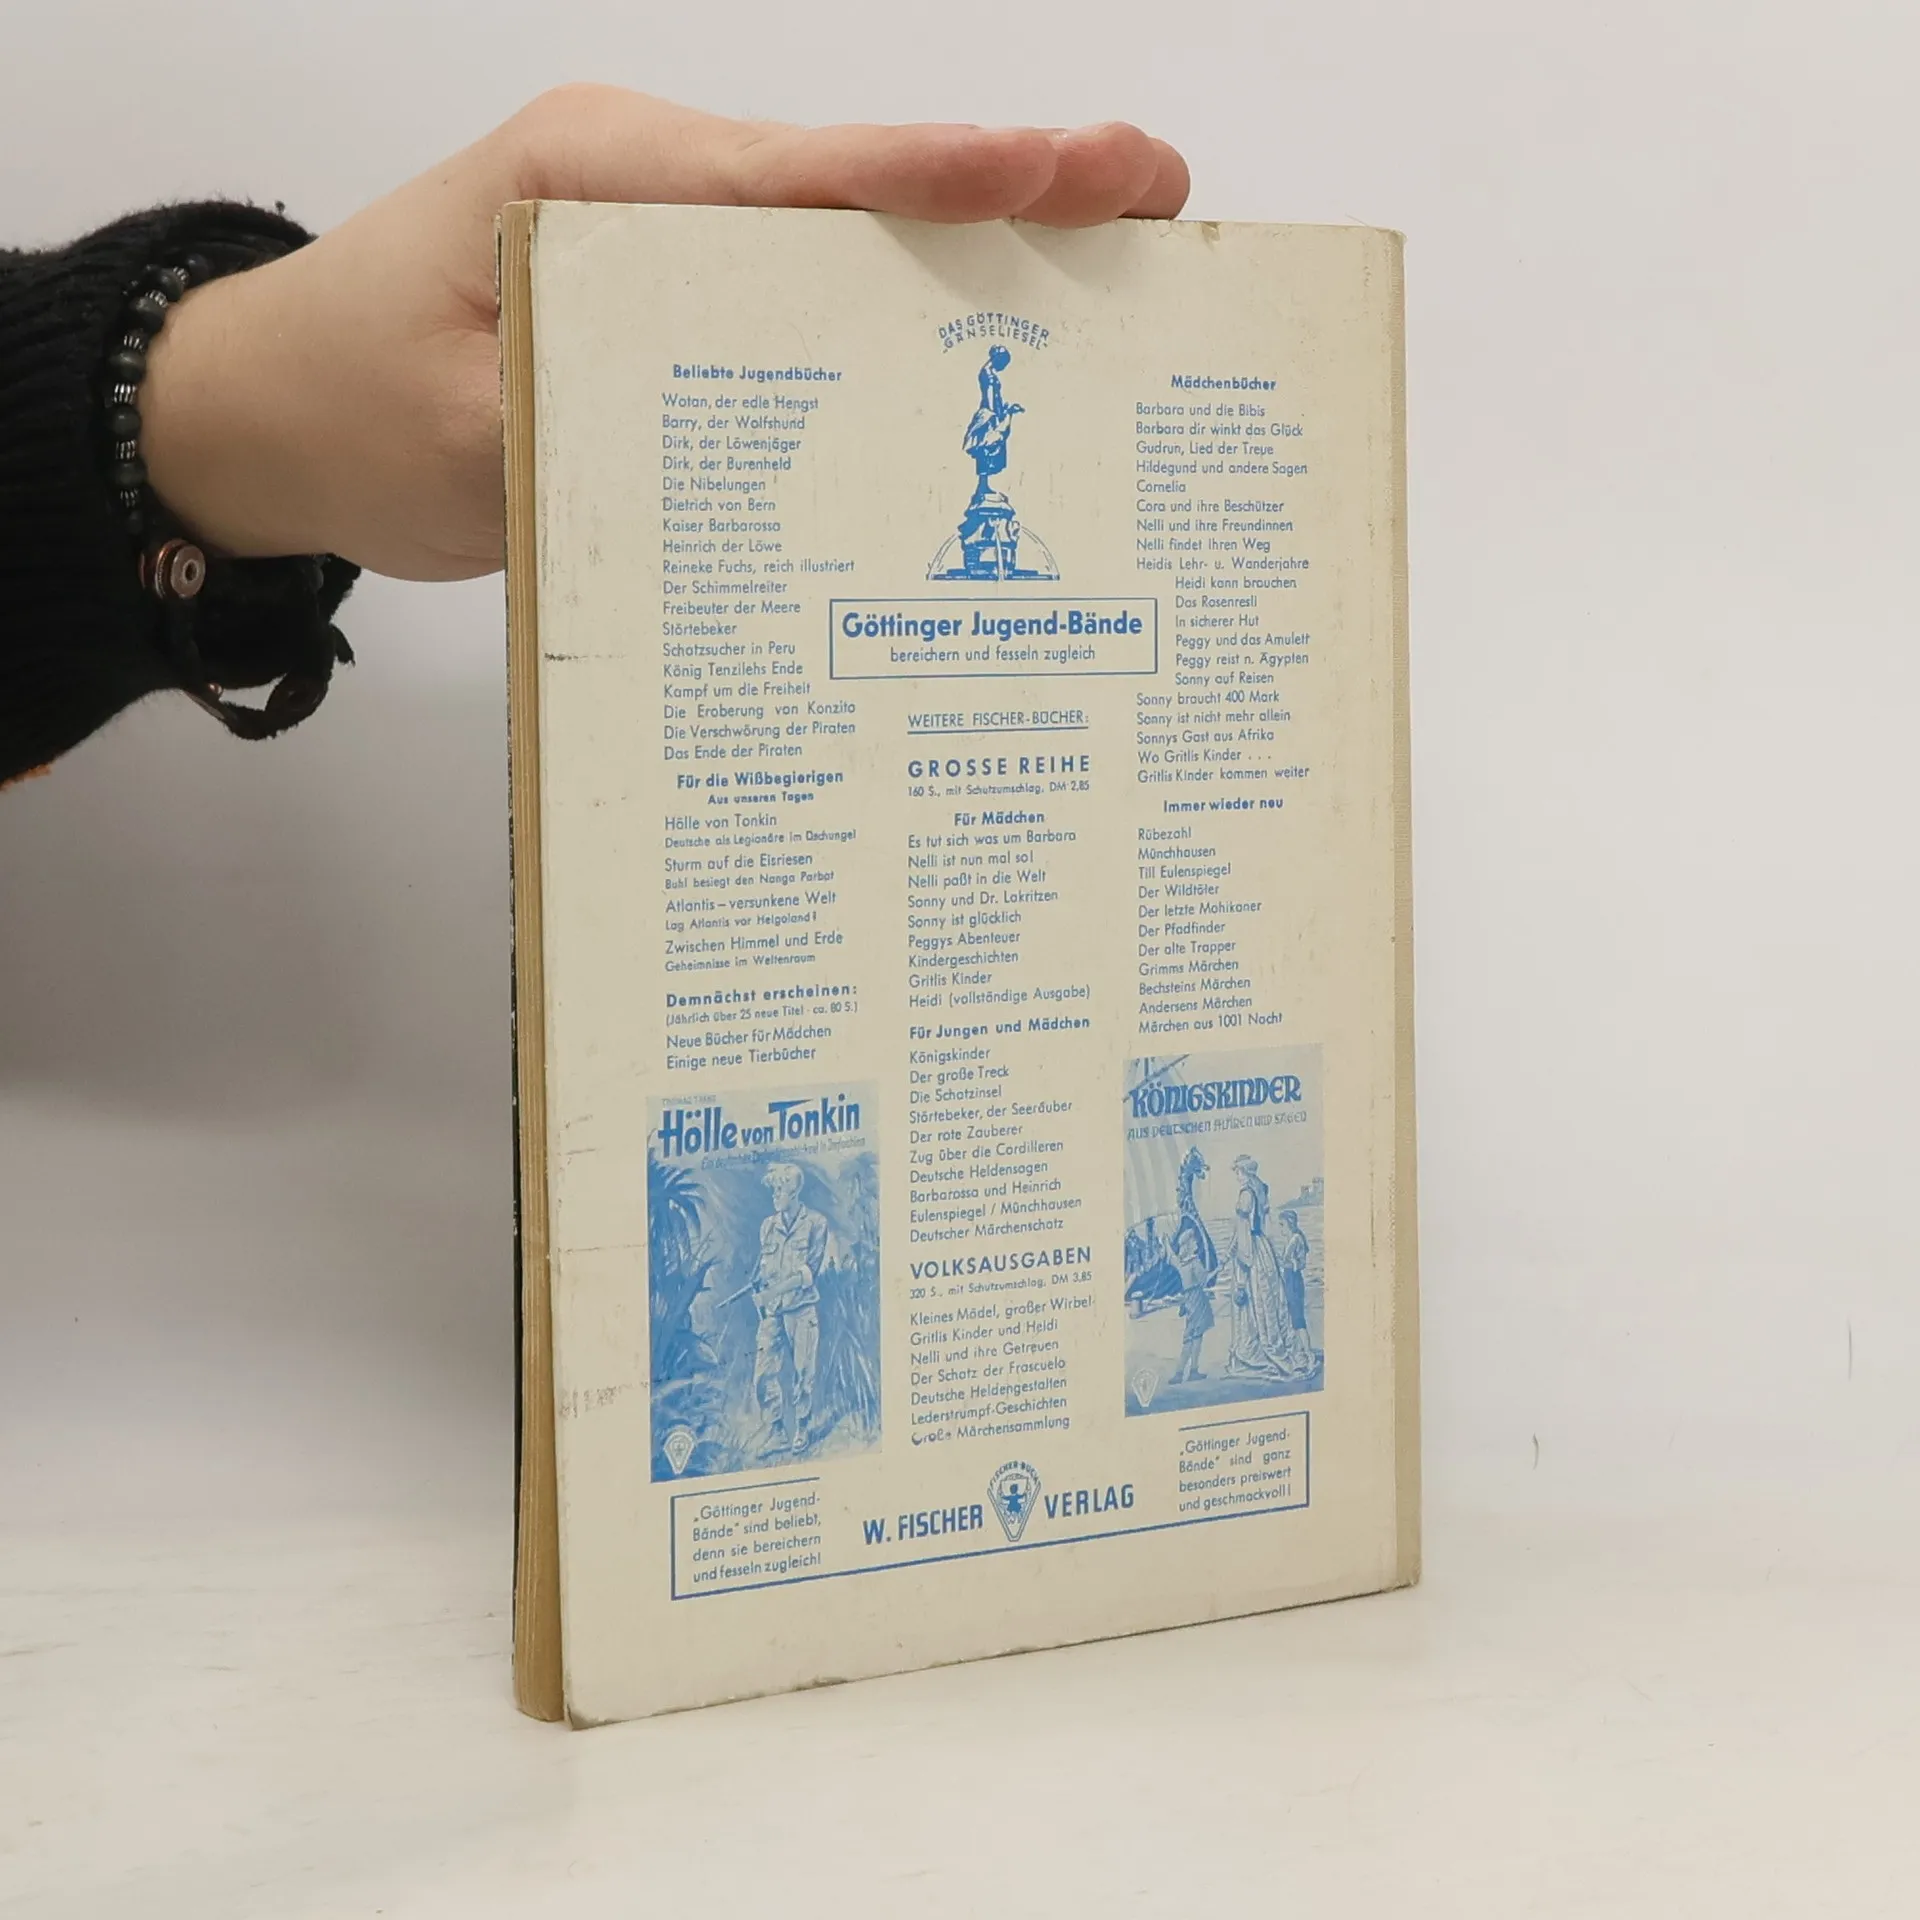 DAS GÖTTINGER
-GÄNSELIESEL-
Beliebte Jugendbücher
Wotan, der edle Hengst
Barry, der Wolfshund
Dirk, der Löwenjäger
Dirk, der Burenheld
Die Nibelungen
Dietrich von Bern
Kaiser Barbarossa
Heinrich der Löwe
Reineke Fuchs, reich illustriert
Der Schimmelreiter
Freibeuter der Meere
Störtebeker
Schatzsucher in Peru
König Tenzilehs Ende
Kampf um die Freiheit
Die Eroberung von Konzito
Die Verschwörung der Piraten
Das Ende der Piraten
Für die Wißbegierigen
Aus unseren Tagen
Hölle von Tonkin
Deutsche als Legionäre im Dschungel
Sturm auf die Eisriesen
Buhl besiegt den Nanga Parbat
Atlantis – versunkene Welt
Lag Atlantis vor Helgoland?
Zwischen Himmel und Erde
Geheimnisse im Weltenraum
Demnächst erscheinen:
(Jährlich über 25 neue Titel · ca. 80 S.)
Neue Bücher für Mädchen
Einige neue Tierbücher
Hölle von Tonkin
„Göttinger Jugend-
Bände" sind beliebt,
denn sie bereichern
und fesseln zugleich!
Göttinger Jugend-Bände
bereichern und fesseln zugleich
WEITERE FISCHER-BÜCHER:
GROSSE REIHE
160 S., mit Schutzumschlag, DM 2,85
Für Mädchen
Es tut sich was um Barbara
Nelli ist nun mal so!
Nelli paßt in die Welt
Sonny und Dr. Lakritzen
Sonny ist glücklich
Peggys Abenteuer
Kindergeschichten
Gritlis Kinder
Heidi (vollständige Ausgabe)
Für Jungen und Mädchen
Königskinder
Der große Treck
Die Schatzinsel
Störtebeker, der Seeräuber
Der rote Zauberer
Zug über die Cordilleren
Deutsche Heldensagen
Barbarossa und Heinrich
Eulenspiegel / Münchhausen
Deutscher Märchenschatz
VOLKSAUSGABEN
320 S., mit Schutzumschlag, DM 3,85
Kleines Mädel, großer Wirbel
Gritlis Kinder und Heidi
Nelli und ihre Getreuen
Der Schatz der Frascuelo
Deutsche Heldengestalten
Lederstrumpf-Geschichten
Große Märchensammlung
W. FISCHER
FISCHER-BUCH
VERLAG
Mädchenbücher
Barbara und die Bibis
Barbara dir winkt das Glück
Gudrun, Lied der Treue
Hildegund und andere Sagen
Cornelia
Cora und ihre Beschützer
Nelli und ihre Freundinnen
Nelli findet ihren Weg
Heidis Lehr- u. Wanderjahre
Heidi kann brauchen
Das Rosenresli
In sicherer Hut
Peggy und das Amulett
Peggy reist n. Ägypten
Sonny auf Reisen
Sonny braucht 400 Mark
Sonny ist nicht mehr allein
Sonnys Gast aus Afrika
Wo Gritlis Kinder . . .
Gritlis Kinder kommen weiter
Immer wieder neu
Rübezahl
Münchhausen
Till Eulenspiegel
Der Wildtöter
Der letzte Mohikaner
Der Pfadfinder
Der alte Trapper
Grimms Märchen
Bechsteins Märchen
Andersens Märchen
Märchen aus 1001 Nacht
KÖNIGSKINDER
AUS DEUTSCHEN MÄREN UND SAGEN
„Göttinger Jugend-
Bände" sind ganz
besonders preiswert
und geschmackvoll!